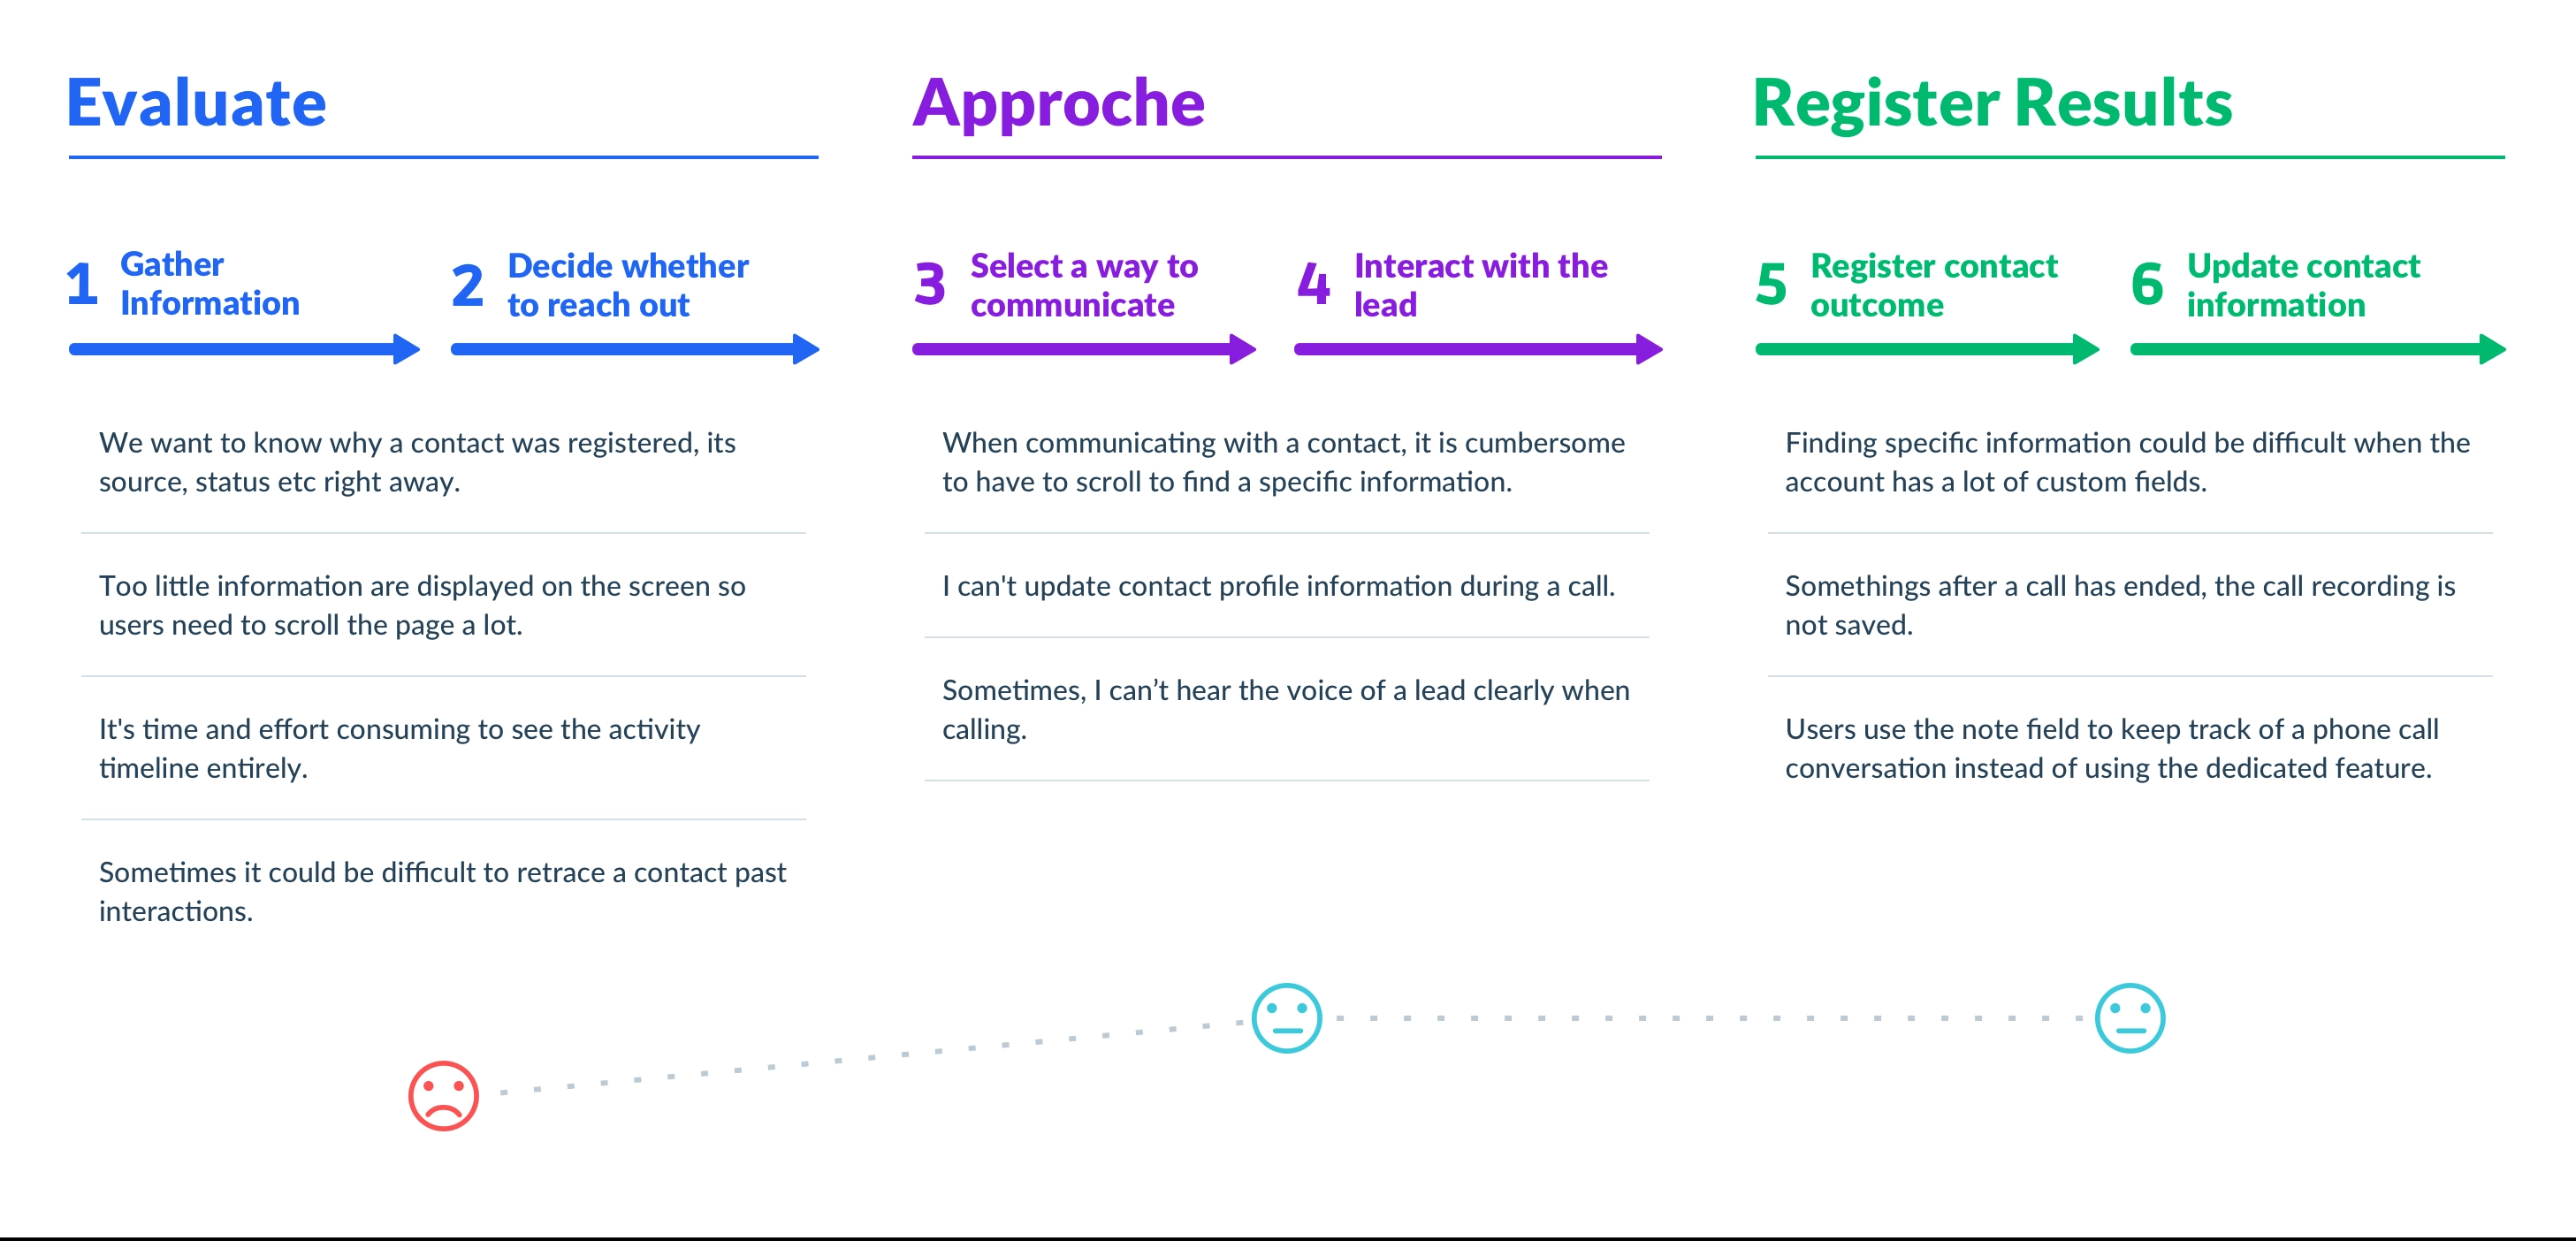 Evaluate
1 Gather
Information
2 Decide whether
to reach out
We want to know why a contact was registered, its
source, status etc right away.
Too little information are displayed on the screen so
users need to scroll the page a lot.
It's time and effort consuming to see the activity
timeline entirely.
Sometimes it could be difficult to retrace a contact past
interactions.
Approche
3 Select a way to
communicate
4 Interact with the
lead
When communicating with a contact, it is cumbersome
to have to scroll to find a specific information.
I can't update contact profile information during a call.
Sometimes, I can’t hear the voice of a lead clearly when
calling.
Register Results
5 Register contact
outcome
6 Update contact
information
Finding specific information could be difficult when the
account has a lot of custom fields.
Somethings after a call has ended, the call recording is
not saved.
Users use the note field to keep track of a phone call
conversation instead of using the dedicated feature.